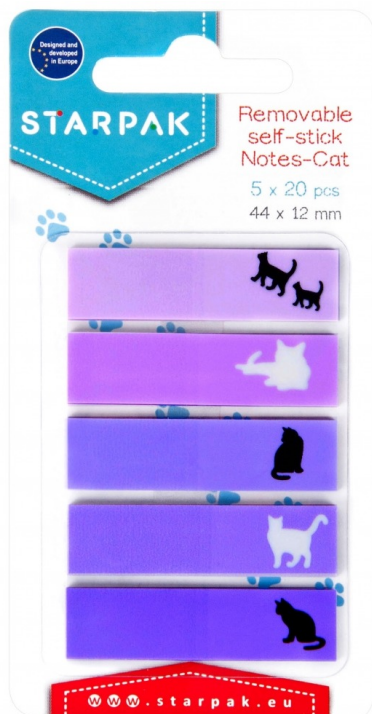 Designed and
developed
in Europe
STARPAK
Removable
self-stick
Notes-Cat
5 x 20 pcs
44 x 12 mm
www.starpak.eu